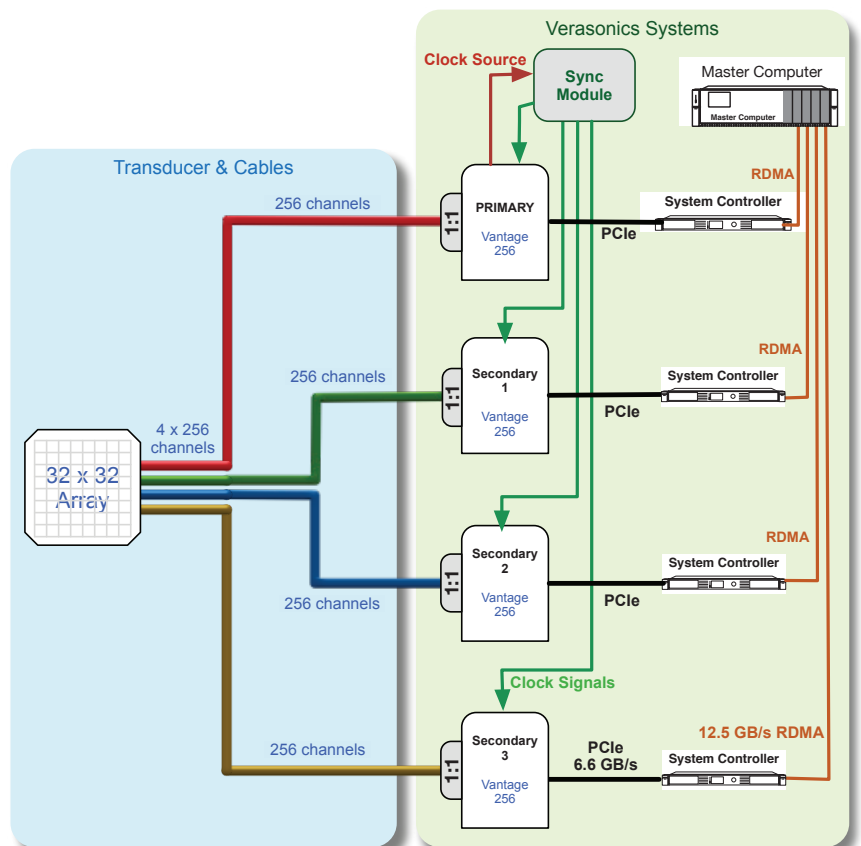 Verasonics Systems
Clock Source
Sync
Module
Master Computer
Master Computer
Transducer & Cables
RDMA
256 channels
1:1
PRIMARY
Vantage
256
PCIe
System Controller
256 channels
1:1
Secondary
1
Vantage
256
PCIe
RDMA
System Controller
4 x 256
channels
32 x 32
Array
256 channels
1:1
Secondary
2
Vantage
256
PCIe
RDMA
System Controller
Clock Signals
256 channels
1:1
Secondary
3
Vantage
256
PCIe
6.6 GB/s
12.5 GB/s RDMA
System Controller